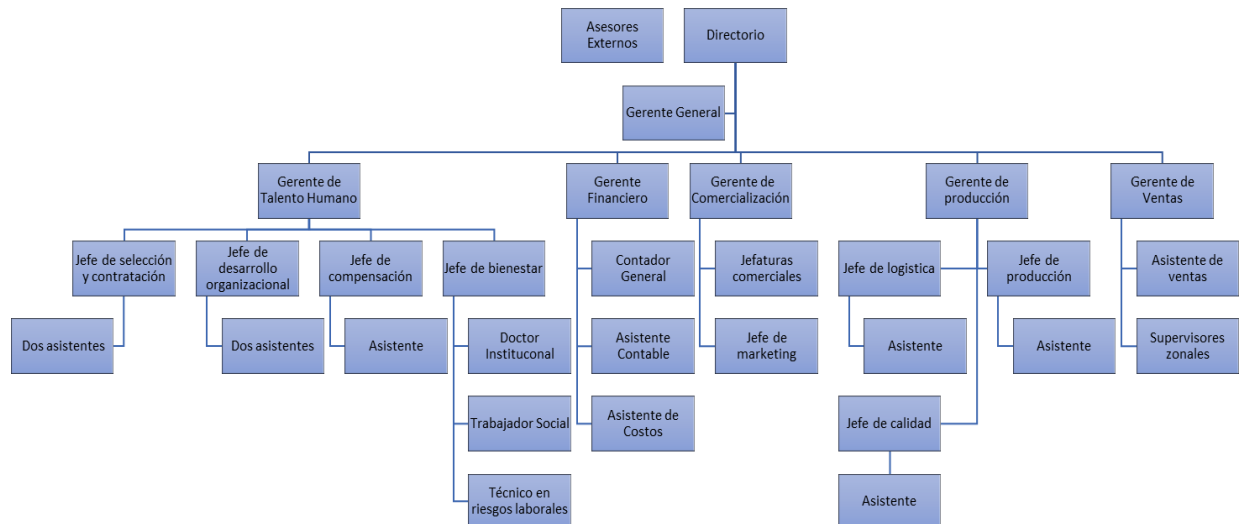 Asesores
Externos
Directorio
Gerente General
Gerente de
Talento Humano
Gerente
Financiero
Gerente de
Comercialización
Gerente de
producción
Gerente de
Ventas
Jefe de selección
y contratación
Jefe de
desarrollo
organizacional
Jefe de
compensación
Jefe de bienestar
Contador
General
Jefaturas
comerciales
Jefe de logistica
Jefe de
producción
Asistente de
ventas
Dos asistentes
Dos asistentes
Asistente
Doctor
Instituconal
Asistente
Contable
Jefe de
marketing
Asistente
Asistente
Supervisores
zonales
Trabajador Social
Asistente de
Costos
Jefe de calidad
Técnico en
riesgos laborales
Asistente